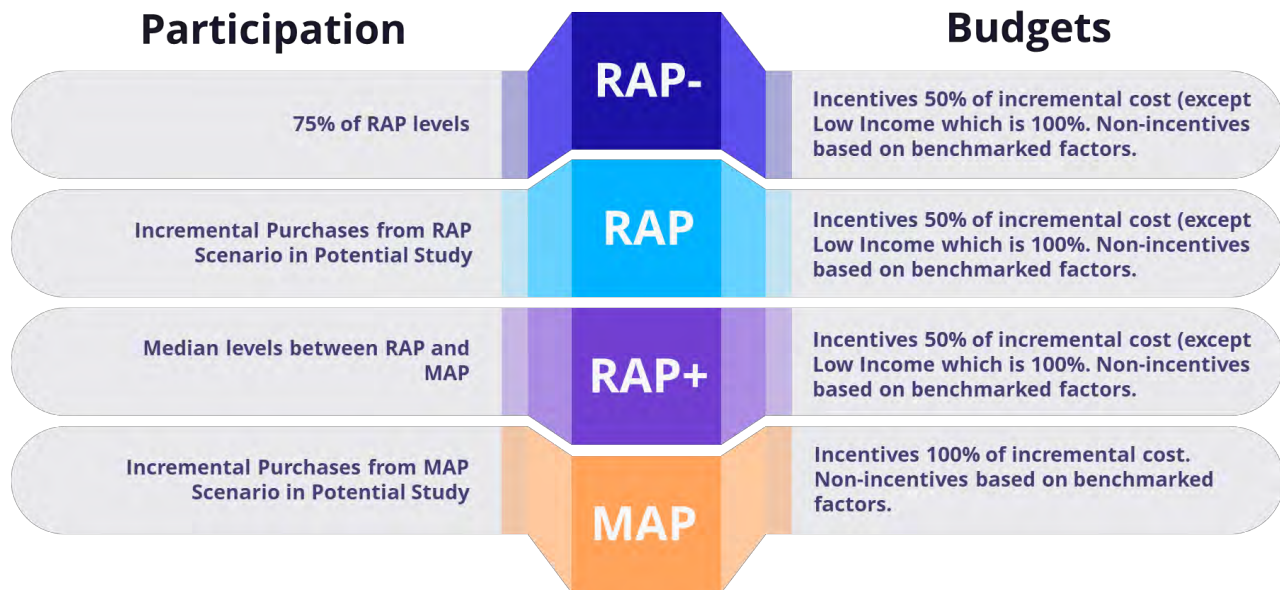 Participation
Budgets
RAP-
75% of RAP levels
Incentives 50% of incremental cost (except
Low Income which is 100%. Non-incentives
based on benchmarked factors.
RAP
Incremental Purchases from RAP
Scenario in Potential Study
Incentives 50% of incremental cost (except
Low Income which is 100%. Non-incentives
based on benchmarked factors.
RAP+
Median levels between RAP and
MAP
Incentives 50% of incremental cost (except
Low Income which is 100%. Non-incentives
based on benchmarked factors.
MAP
Incremental Purchases from MAP
Scenario in Potential Study
Incentives 100% of incremental cost.
Non-incentives based on benchmarked
factors.